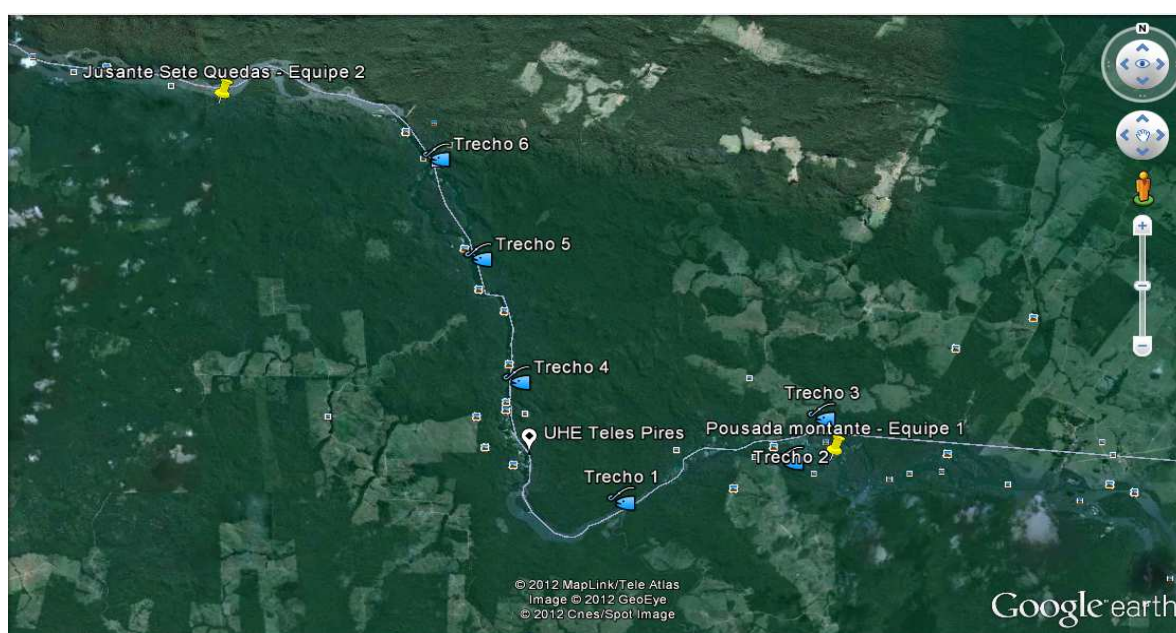 N
Jusante Sete Quedas - Equipe 2
Trecho 6
Trecho 5
Trecho 4
Trecho 3
UHE Teles Pires
Pousada montante - Equipe 1
Trecho 2
Trecho 1
© 2012 MapLink/Tele Atlas
Image © 2012 GeoEye
© 2012 Cnes/Spot Image
Google earth